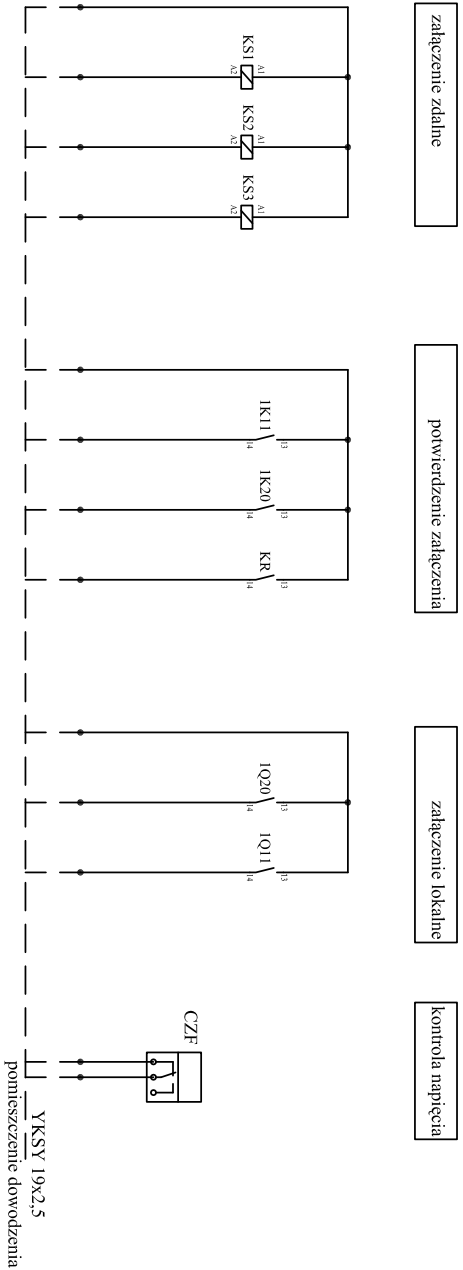 załączenie zdalne
KS1
A1
A2
KS2
A1
A2
KS3
A1
A2
potwierdzenie załączenia
1K11
13
14
1K20
13
14
KR
13
14
załączenie lokalne
1Q20
13
14
1Q11
13
14
kontrola napięcia
CZF
YKSY 19x2,5
pomieszczenie dowodzenia